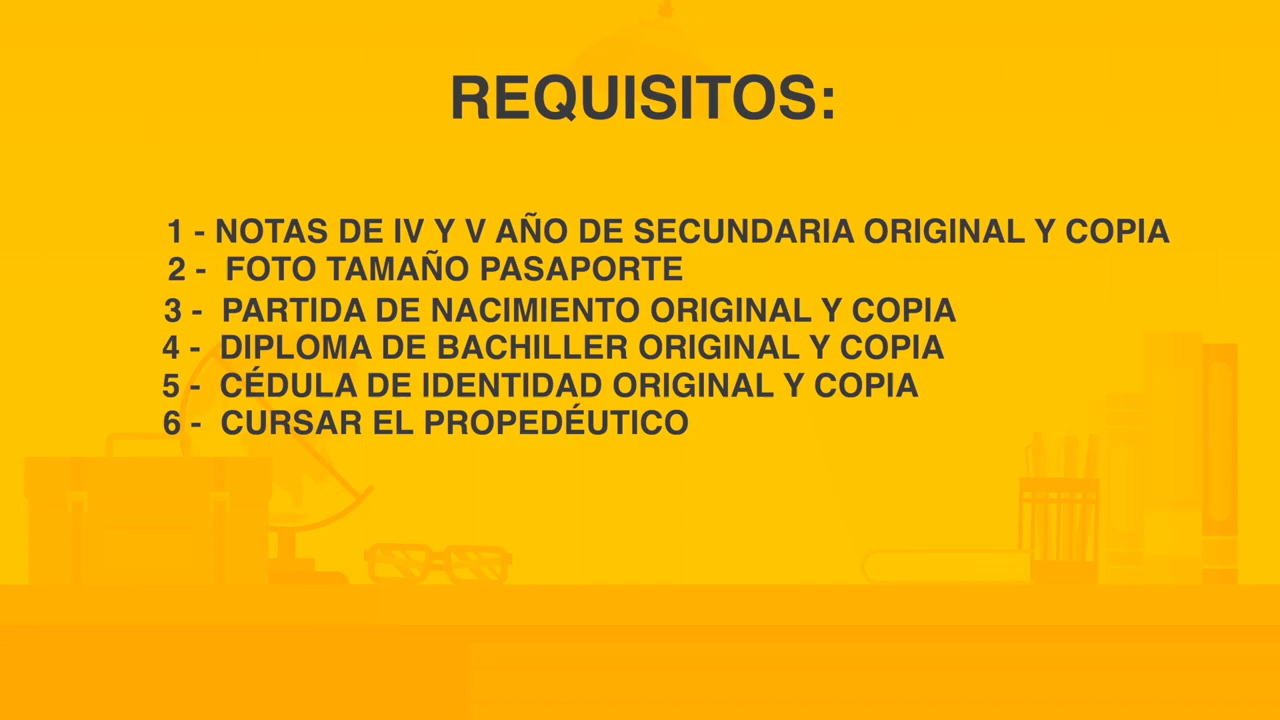 REQUISITOS:
1 - NOTAS DE IV Y V AÑO DE SECUNDARIA ORIGINAL Y COPIA
2 - FOTO TAMAÑO PASAPORTE
3 - PARTIDA DE NACIMIENTO ORIGINAL Y COPIA
4 - DIPLOMA DE BACHILLER ORIGINAL Y COPIA
5 - CÉDULA DE IDENTIDAD ORIGINAL Y COPIA
6 - CURSAR EL PROPEDÉUTICO